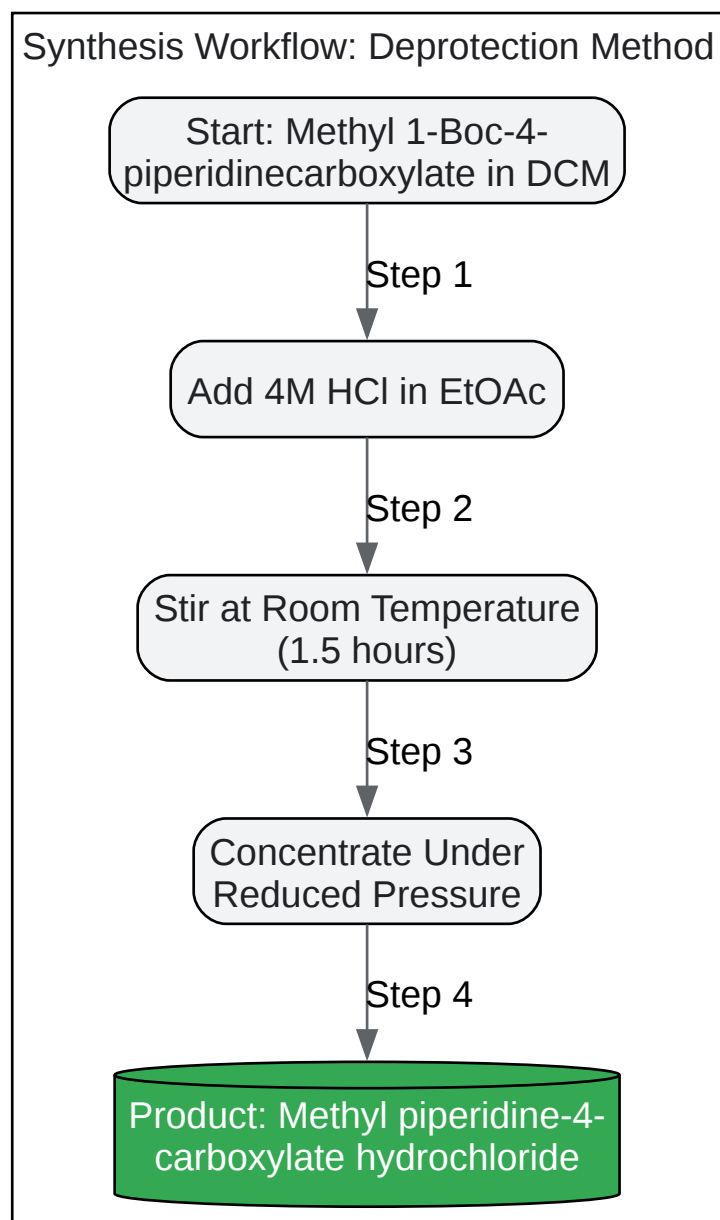 Synthesis Workflow: Deprotection Method
Start: Methyl 1-Boc-4-
piperidinecarboxylate in DCM
Step 1
Add 4M HCl in EtOAc
Step 2
Stir at Room Temperature
(1.5 hours)
Step 3
Concentrate Under
Reduced Pressure
Step 4
Product: Methyl piperidine-4-
carboxylate hydrochloride